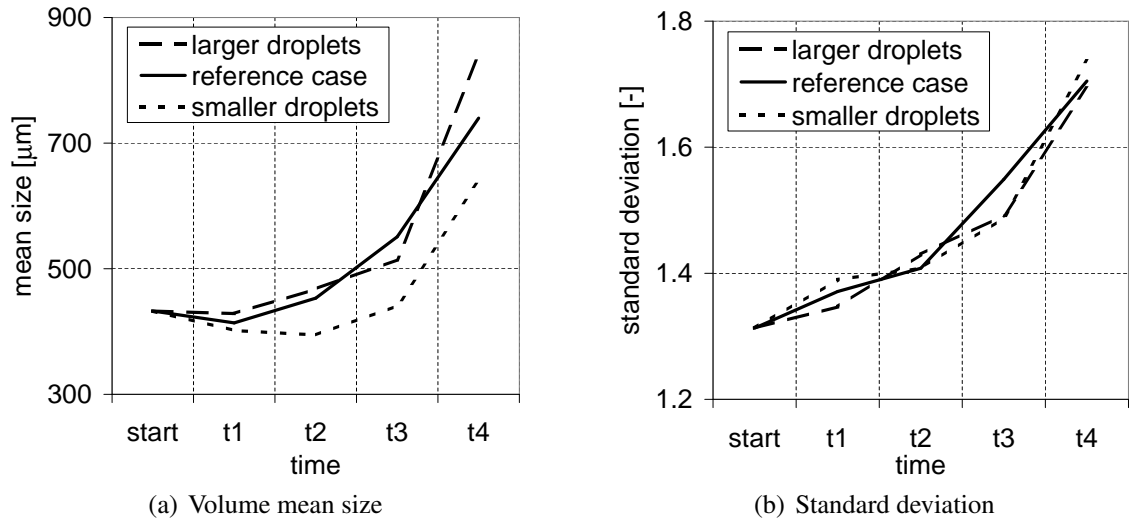 900
700
500
300
mean size [μm]
larger droplets
reference case
smaller droplets
start t1 t2 t3 t4
time
(a) Volume mean size
1.8
1.6
1.4
1.2
standard deviation [-]
larger droplets
reference case
smaller droplets
start t1 t2 t3 t4
time
(b) Standard deviation